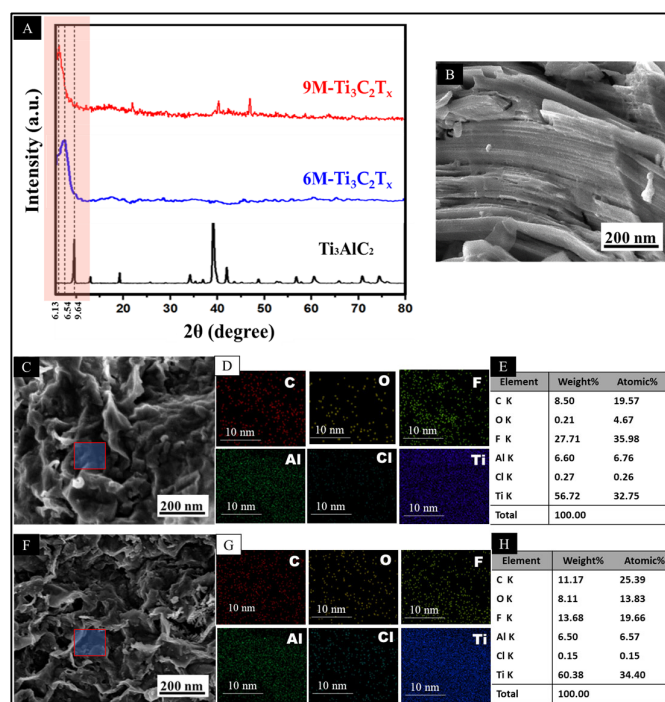 A
9M-Ti₃C₂Tₓ
6M-Ti₃C₂Tₓ
Ti₃AlC₂
Intensity (a.u.)
6.13
6.54
9.64
20 30 40 50 60 70 80
2θ (degree)
B
200 nm
C
200 nm
D
C O F
10 nm 10 nm 10 nm
Al Cl Ti
10 nm 10 nm 10 nm
E
Element Weight% Atomic%
C K 8.50 19.57
O K 0.21 4.67
F K 27.71 35.98
Al K 6.60 6.76
Cl K 0.27 0.26
Ti K 56.72 32.75
Total 100.00
F
200 nm
G
C O F
10 nm 10 nm 10 nm
Al Cl Ti
10 nm 10 nm 10 nm
H
Element Weight% Atomic%
C K 11.17 25.39
O K 8.11 13.83
F K 13.68 19.66
Al K 6.50 6.57
Cl K 0.15 0.15
Ti K 60.38 34.40
Total 100.00